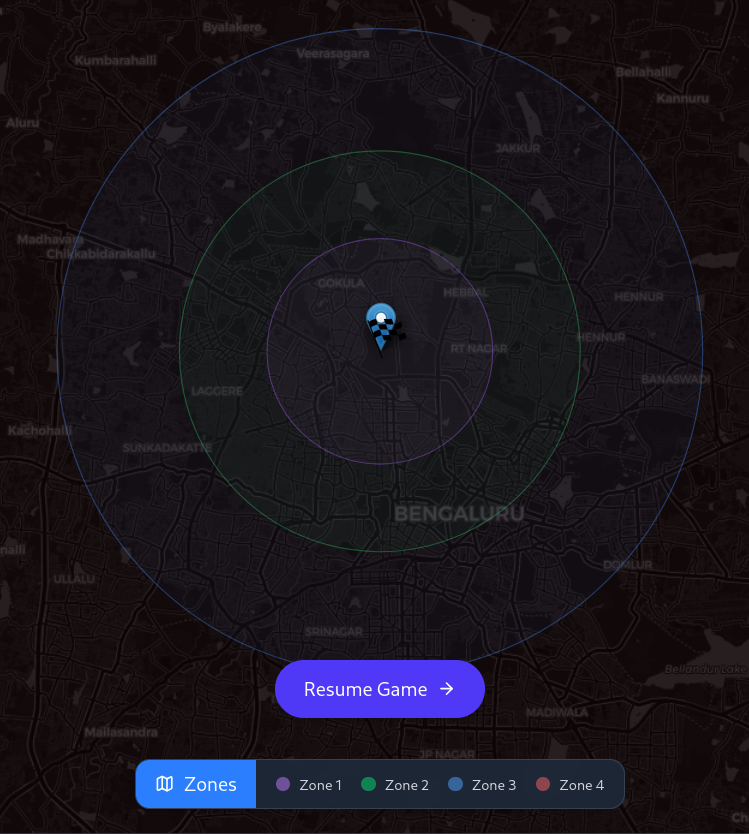 Byalakere
Veerasagara
Kumbarahalli
Bellahalli
Kannuru
Aluru
JAKKUR
Madhavara
Chikkabidarakallu
GOKULA
HEBBAL
HENNUR
HENNUR
RT NAGAR
BANASWADI
LAGGERE
Kachohalli
SUNKADAKATTE
BENGALURU
nalli
DOMLUR
ULLALU
SRINAGAR
Bellandur Lake
Resume Game →
MADIWALA
Mallasandra
JP NAGAR
Zones
Zone 1
Zone 2
Zone 3
Zone 4
Ch